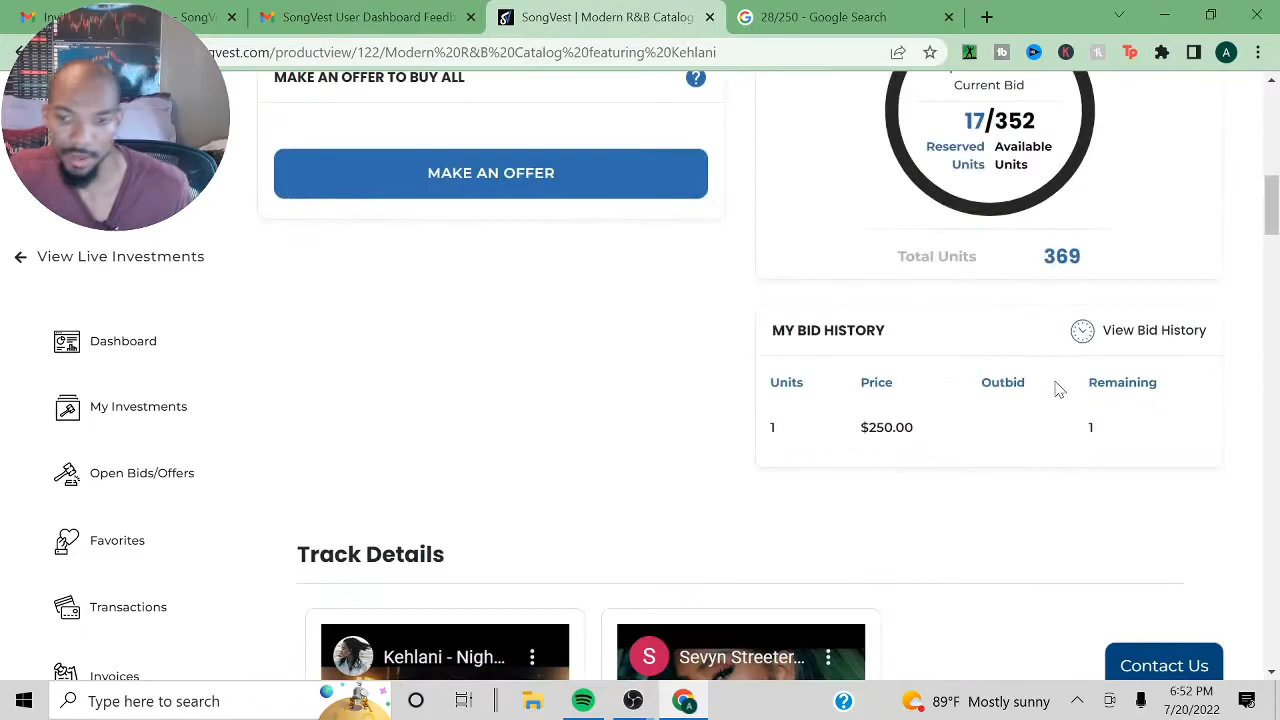 SongVest User Dashboard Feedb
SongVest | Modern R&B Catalog
20/250 - Google Search
vest.com/productview/122/Modern%20R&B%20Catalog%20featuring%20Kehlani
A
MAKE AN OFFER TO BUY ALL
?
MAKE AN OFFER
Current Bid
17/352
Reserved Available
Units Units
Total Units 369
View Live Investments
Dashboard
My Investments
Open Bids/Offers
Favorites
Transactions
Invoices
MY BID HISTORY
View Bid History
Units Price Outbid Remaining
1 $250.00 1
Track Details
Kehlani - Nigh...
S Sevyn Streeter...
Contact Us
Type here to search
89°F Mostly sunny
6:52 PM
7/20/2022